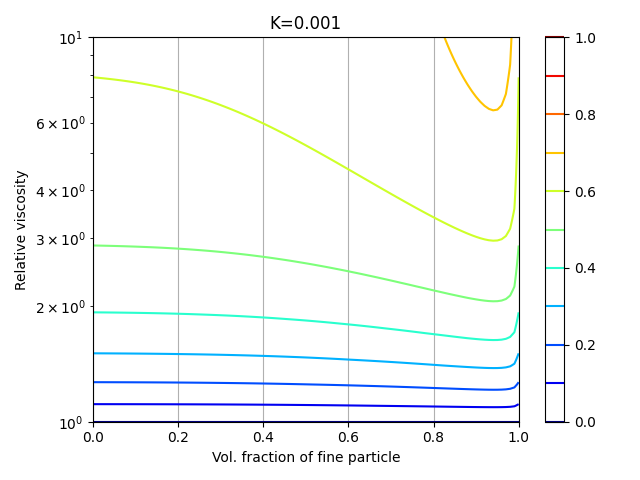 K=0.001
Relative viscosity
10¹
6 × 10⁰
4 × 10⁰
3 × 10⁰
2 × 10⁰
10⁰
0.0 0.2 0.4 0.6 0.8 1.0
Vol. fraction of fine particle
1.0
0.8
0.6
0.4
0.2
0.0